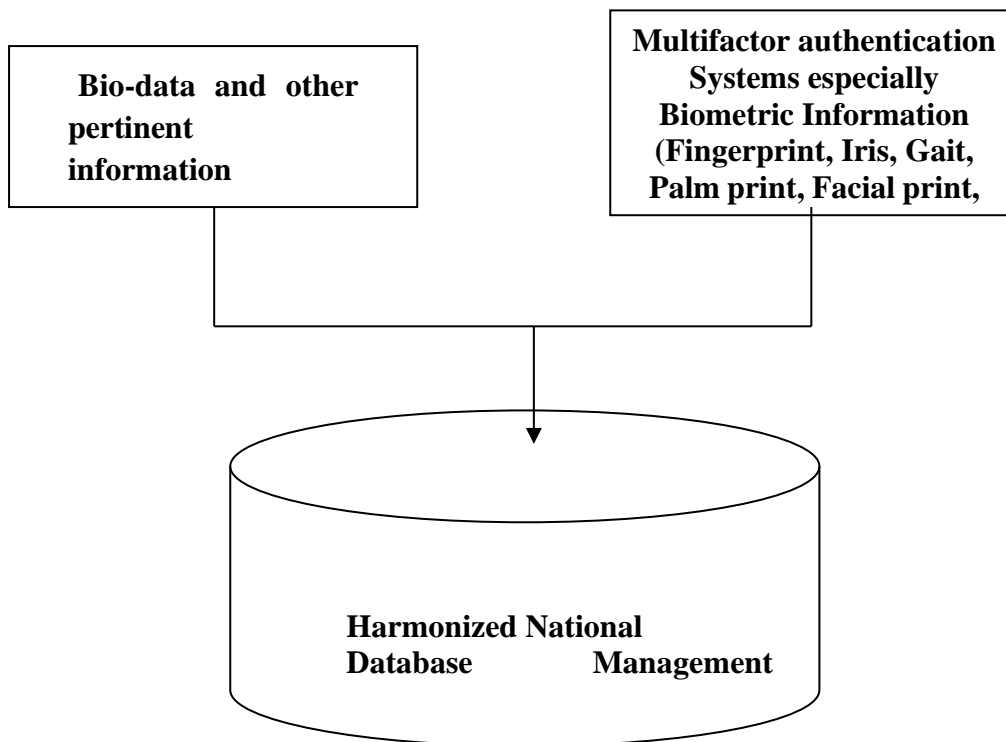 Bio-data and other
pertinent
information
Multifactor authentication
Systems especially
Biometric Information
(Fingerprint, Iris, Gait,
Palm print, Facial print,
Harmonized National
Database Management